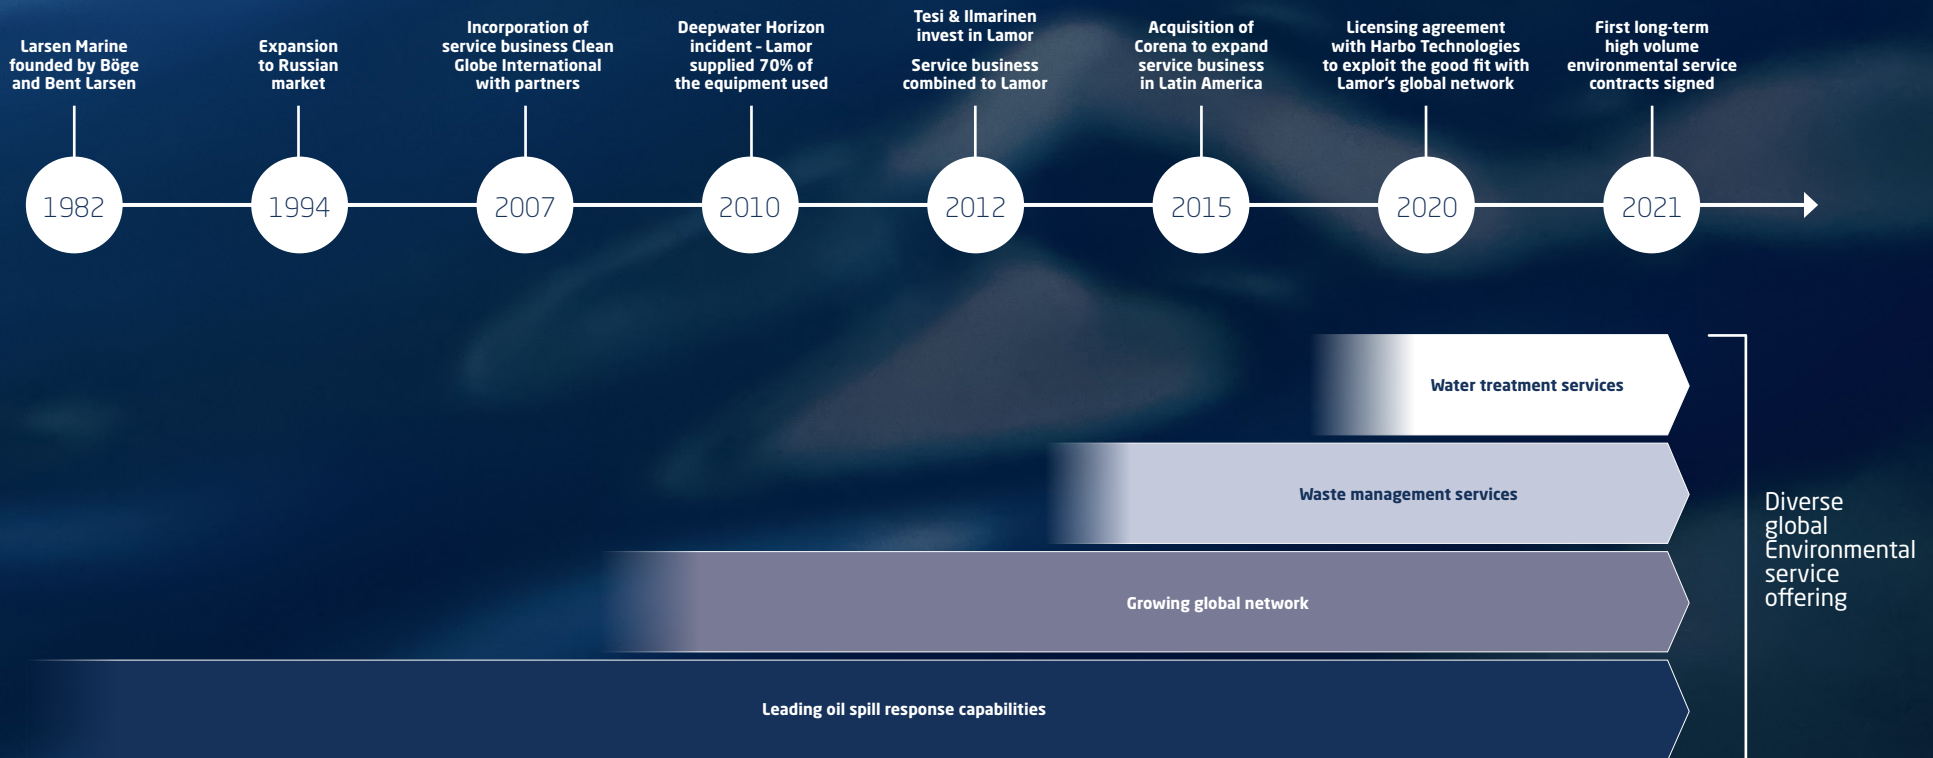 Larsen Marine
founded by Böge
and Bent Larsen
Expansion
to Russian
market
Incorporation of
service business Clean
Globe International
with partners
Deepwater Horizon
incident - Lamor
supplied 70% of
the equipment used
Tesi & Ilmarinen
invest in Lamor
Service business
combined to Lamor
Acquisition of
Corena to expand
service business
in Latin America
Licensing agreement
with Harbo Technologies
to exploit the good fit with
Lamor's global network
First long-term
high volume
environmental service
contracts signed
1982
1994
2007
2010
2012
2015
2020
2021
Water treatment services
Waste management services
Growing global network
Leading oil spill response capabilities
Diverse
global
Environmental
service
offering